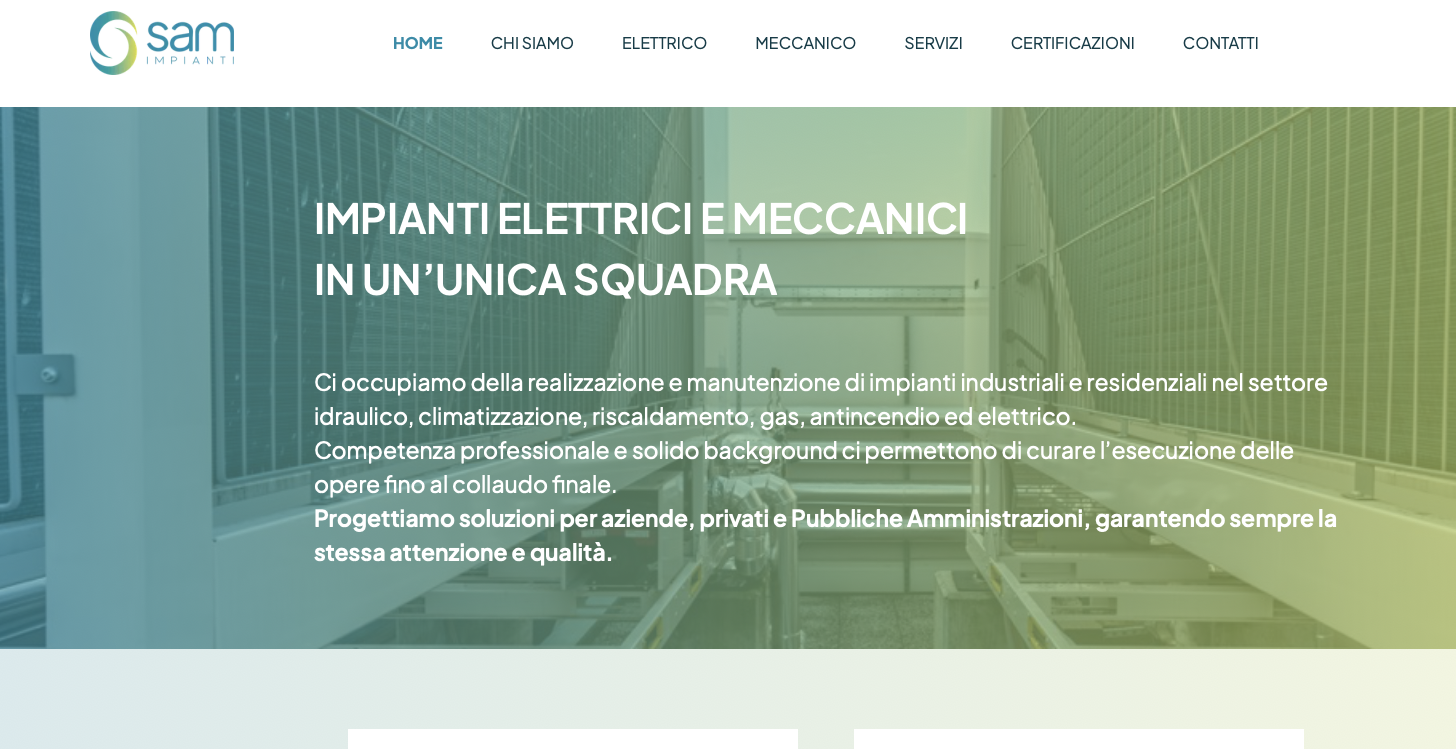 sam
IMPIANTI
HOME CHI SIAMO ELETTRICO MECCANICO SERVIZI CERTIFICAZIONI CONTATTI
IMPIANTI ELETTRICI E MECCANICI
IN UN’UNICA SQUADRA
Ci occupiamo della realizzazione e manutenzione di impianti industriali e residenziali nel settore
idraulico, climatizzazione, riscaldamento, gas, antincendio ed elettrico.
Competenza professionale e solido background ci permettono di curare l’esecuzione delle
opere fino al collaudo finale.
Progettiamo soluzioni per aziende, privati e Pubbliche Amministrazioni, garantendo sempre la
stessa attenzione e qualità.